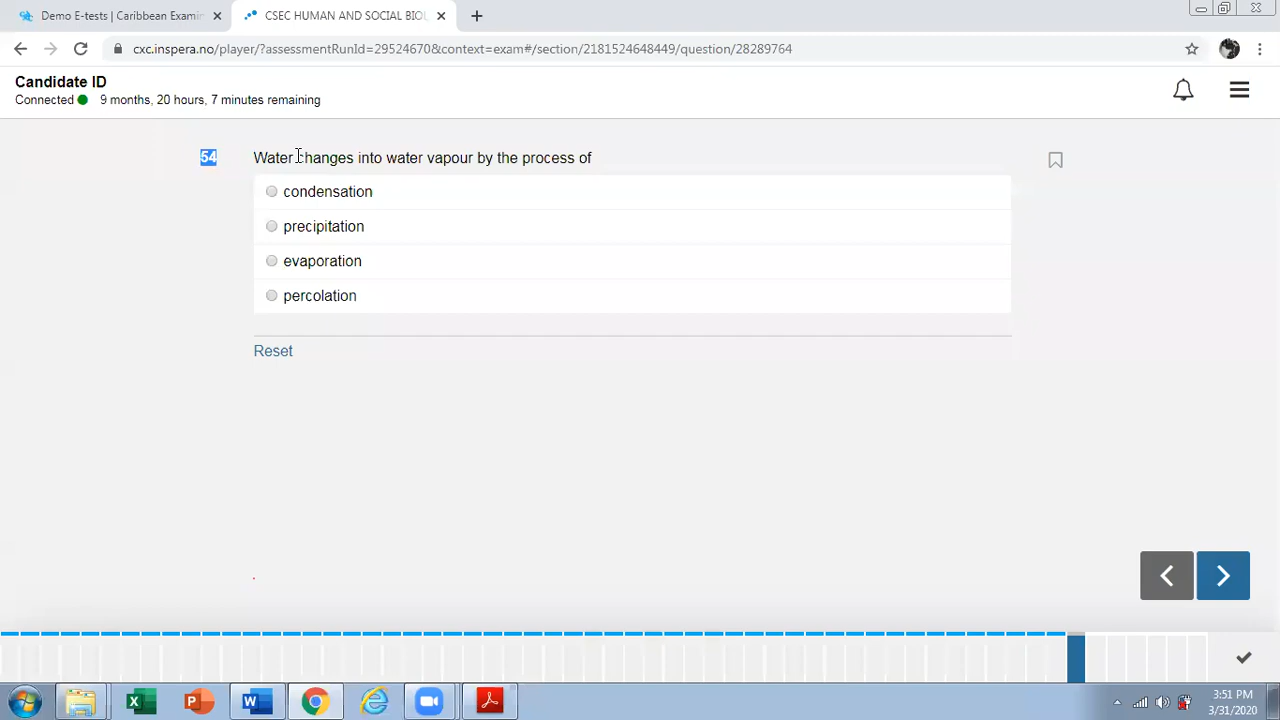 Demo E-tests | Caribbean Examin
CSEC HUMAN AND SOCIAL BIOL
cxc.inspera.no/player/?assessmentRunId=29524670&context=exam#/section/2181524648449/question/28289764
Candidate ID
Connected 9 months, 20 hours, 7 minutes remaining
54 Water changes into water vapour by the process of
condensation
precipitation
evaporation
percolation
Reset
3:51 PM
3/31/2020